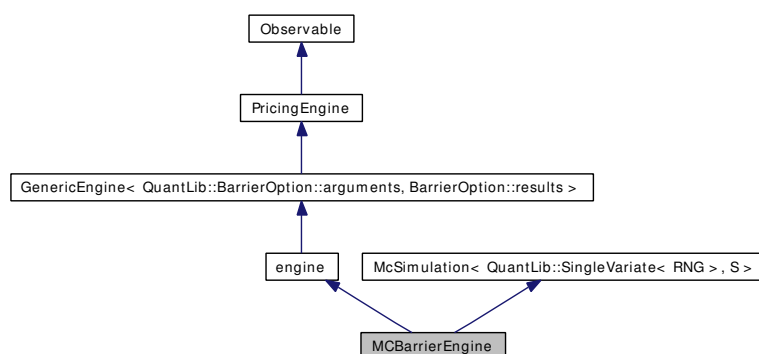 Observable
PricingEngine
GenericEngine< QuantLib::BarrierOption::arguments, BarrierOption::results >
engine
McSimulation< QuantLib::SingleVariate< RNG >, S >
MCBarrierEngine